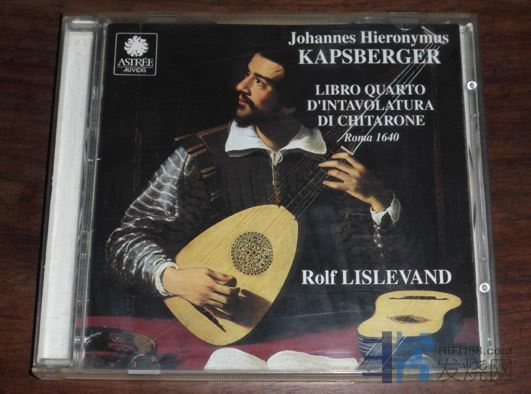 ASTRÉE
AUVIDIS
Johannes Hieronymus
KAPSBERGER
LIBRO QUARTO
D'INTAVOLATURA
DI CHITARONE
Roma 1640
Rolf LISLEVAND
HIFI168.com
发烧网